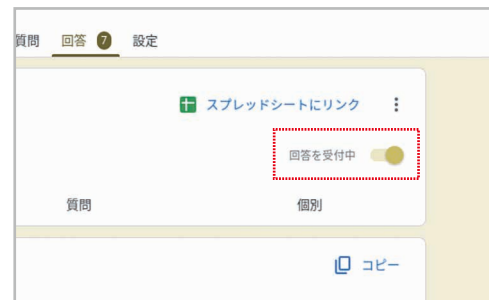 質問 回答 7 設定
スプレッドシートにリンク
回答を受付中
質問 個別
コピー